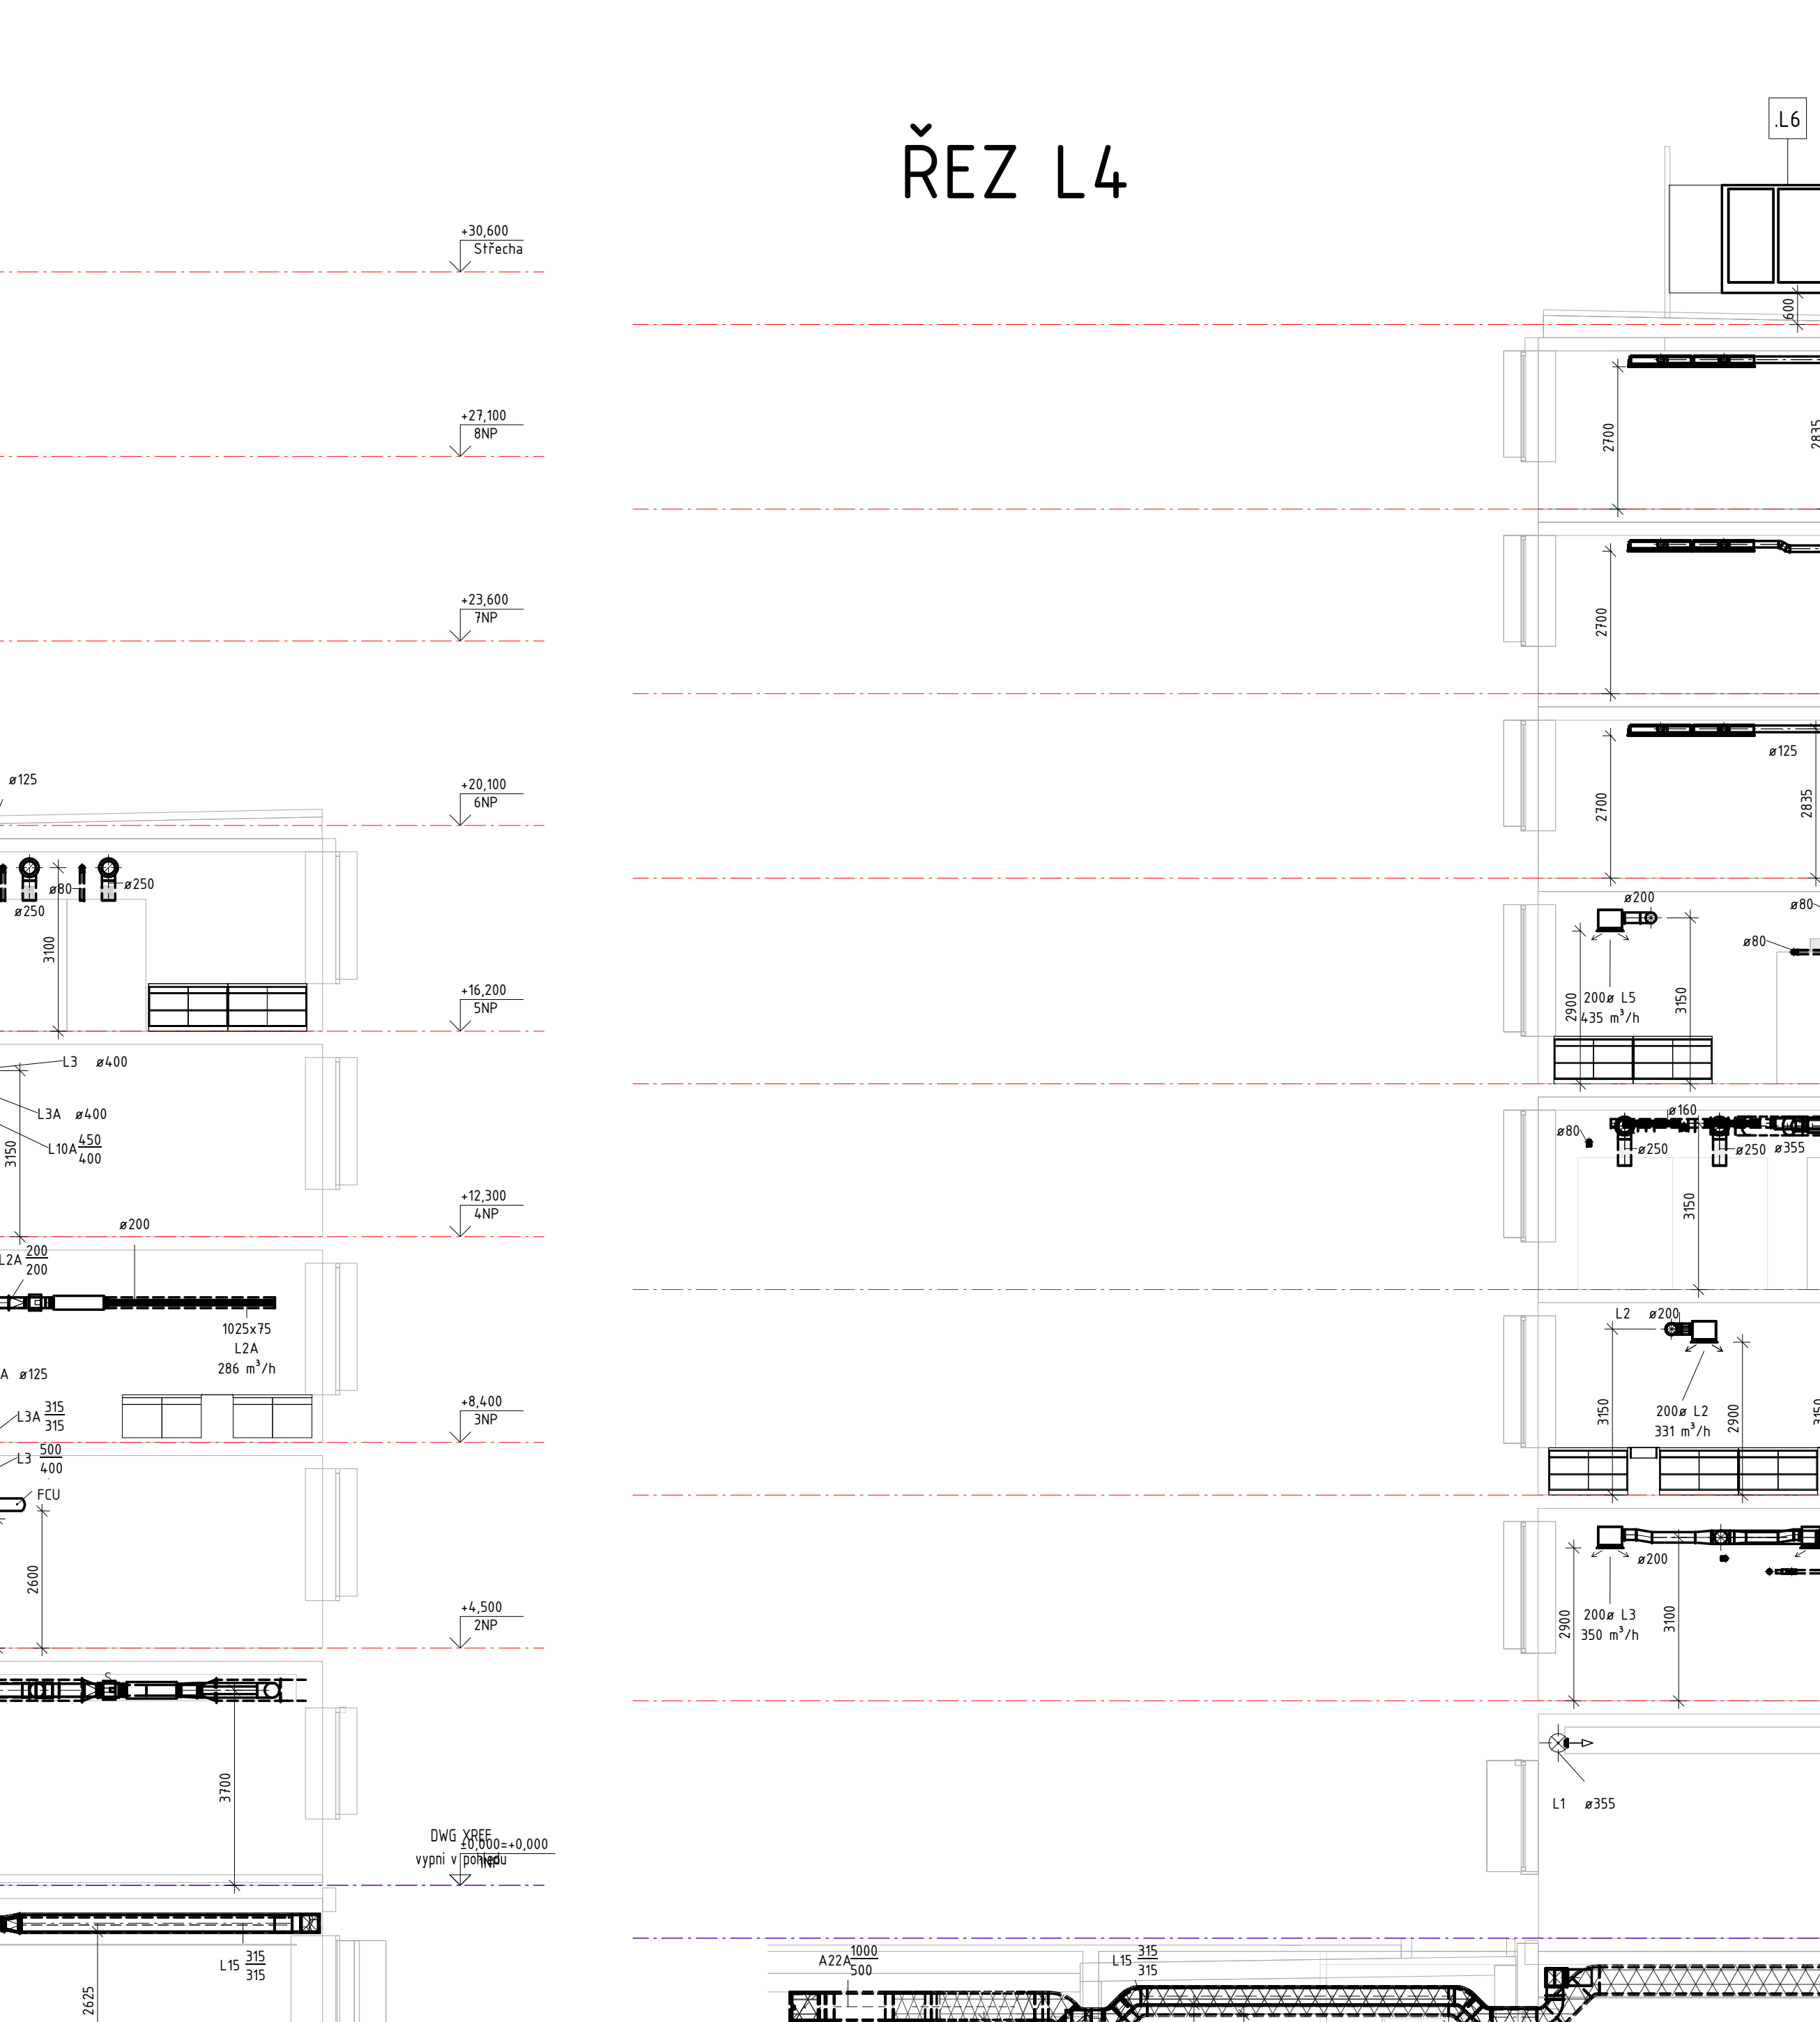 ŘEZ L4
.L6
600
+30,600
Střecha
+27,100
8NP
2700
2835
+23,600
7NP
2700
ø125
+20,100
6NP
ø125
2700
2835
ø80
ø250
ø250
3100
ø200
ø80
ø80
2900
200ø L5
435 m³/h
3150
+16,200
5NP
L3 ø400
L3A ø400
L10A 450
400
3150
ø160
ø80
ø250
ø250
ø355
3150
+12,300
4NP
ø200
L2A 200
200
1025x75
L2A
286 m³/h
A ø125
L3A 315
315
L2 ø200
3150
200ø L2
331 m³/h
2900
3150
+8,400
3NP
L3 500
400
FCU
2600
ø200
2900
200ø L3
350 m³/h
3100
+4,500
2NP
S
3700
L1 ø355
DWG XREF
±0,000=+0,000
vypni v pohledu
1NP
L15 315
315
2625
A22A 1000
500
L15 315
315